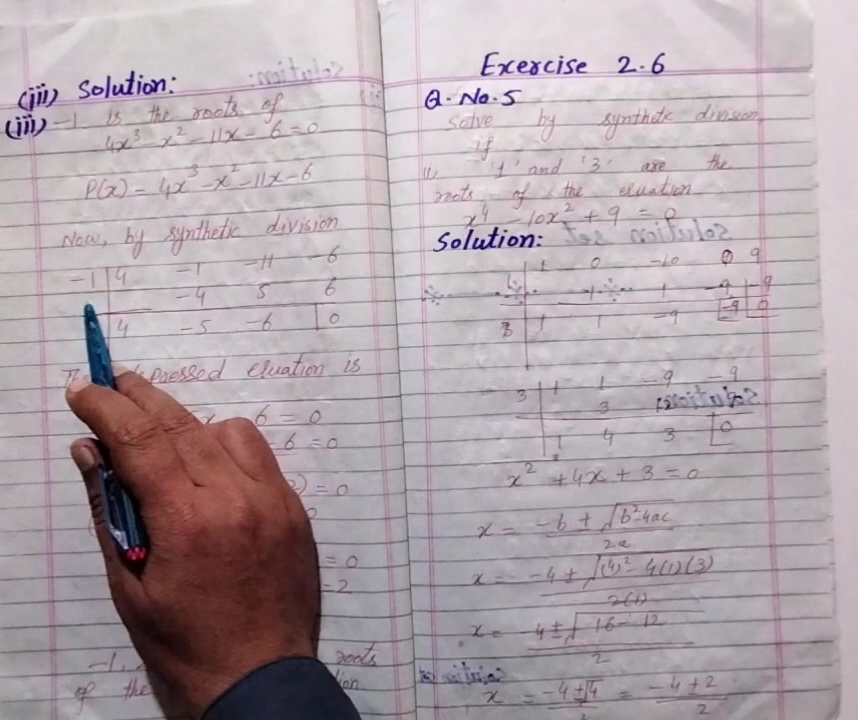 (iii) Solution:
(iii) -1 is the roots of
4x³ - x² - 11x - 6 = 0
P(x) = 4x³ - x² - 11x - 6
Now, by synthetic division
-1 | 4 -1 -11 -6
-4 5 6
4 -5 -6 | 0
equation is
6 = 0
- 6 = 0
2) = 0
= 0
= 2
-1, roots
of the
Exercise 2.6
Q. No. 5
Solve by synthetic
if
'1' and '3' are the
roots of the
x⁴ - 10x² + 9 = 0
Solution:
1 0 -10 0 9
1 1 -9 -9
3 1 1 -9 -9 0
3 | 1 1 -9 -9
3 12
1 4 3 | 0
x² + 4x + 3 = 0
x = -b ± √b²-4ac
2a
x = -4 ± √(4)² - 4(1)(3)
2(1)
x = -4 ± √16 - 12
2
x = -4 ± √4 = -4 ± 2
2 2